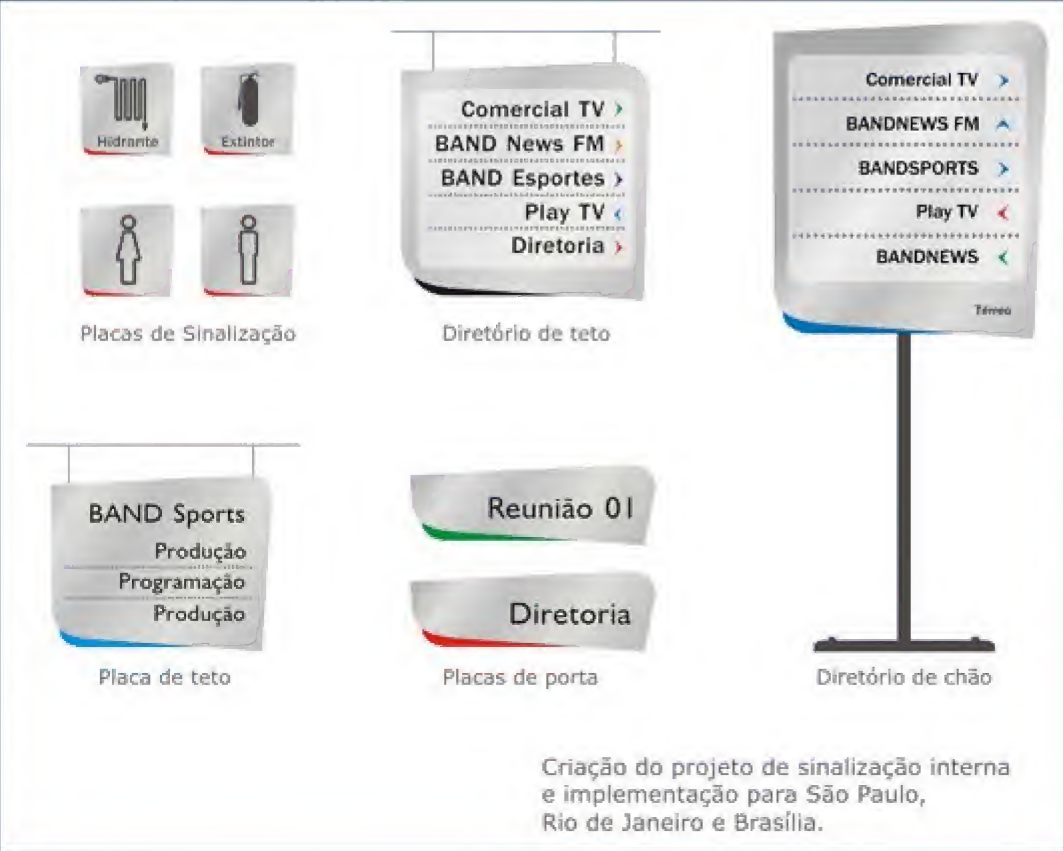 Hidrante
Extintor
Placas de Sinalização
Comercial TV
BAND News FM
BAND Esportes
Play TV
Diretoria
Diretório de teto
Comercial TV
BANDNEWS FM
BANDSPORTS
Play TV
BANDNEWS
Térreo
BAND Sports
Produção
Programação
Produção
Placa de teto
Reunião 01
Diretoria
Placas de porta
Diretório de chão
Criação do projeto de sinalização interna
e implementação para São Paulo,
Rio de Janeiro e Brasília.